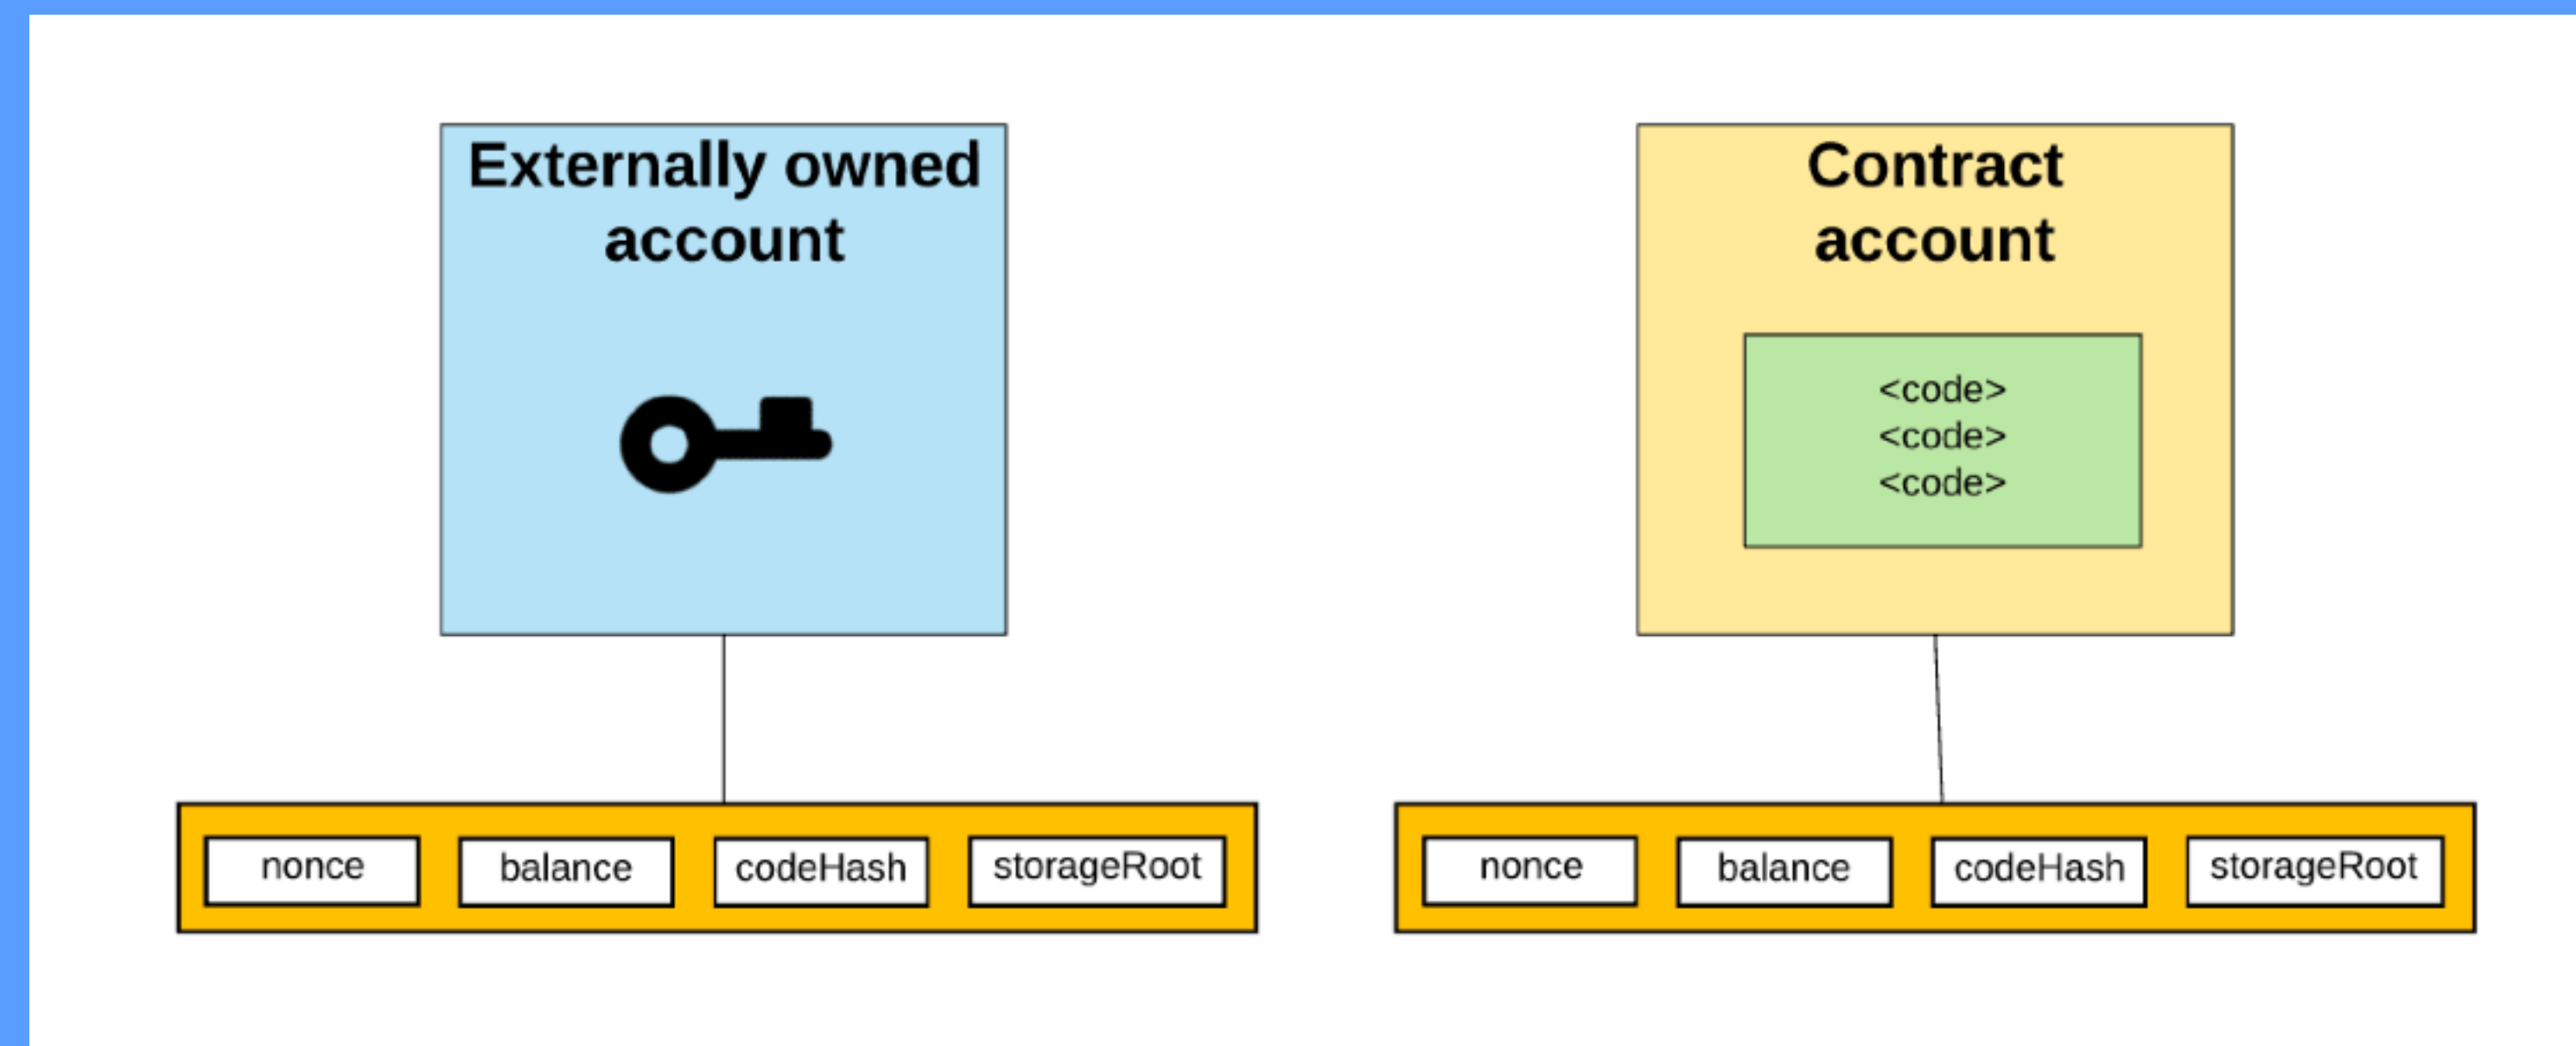 Externally owned
account
Contract
account
<code>
<code>
<code>
nonce
balance
codeHash
storageRoot
nonce
balance
codeHash
storageRoot